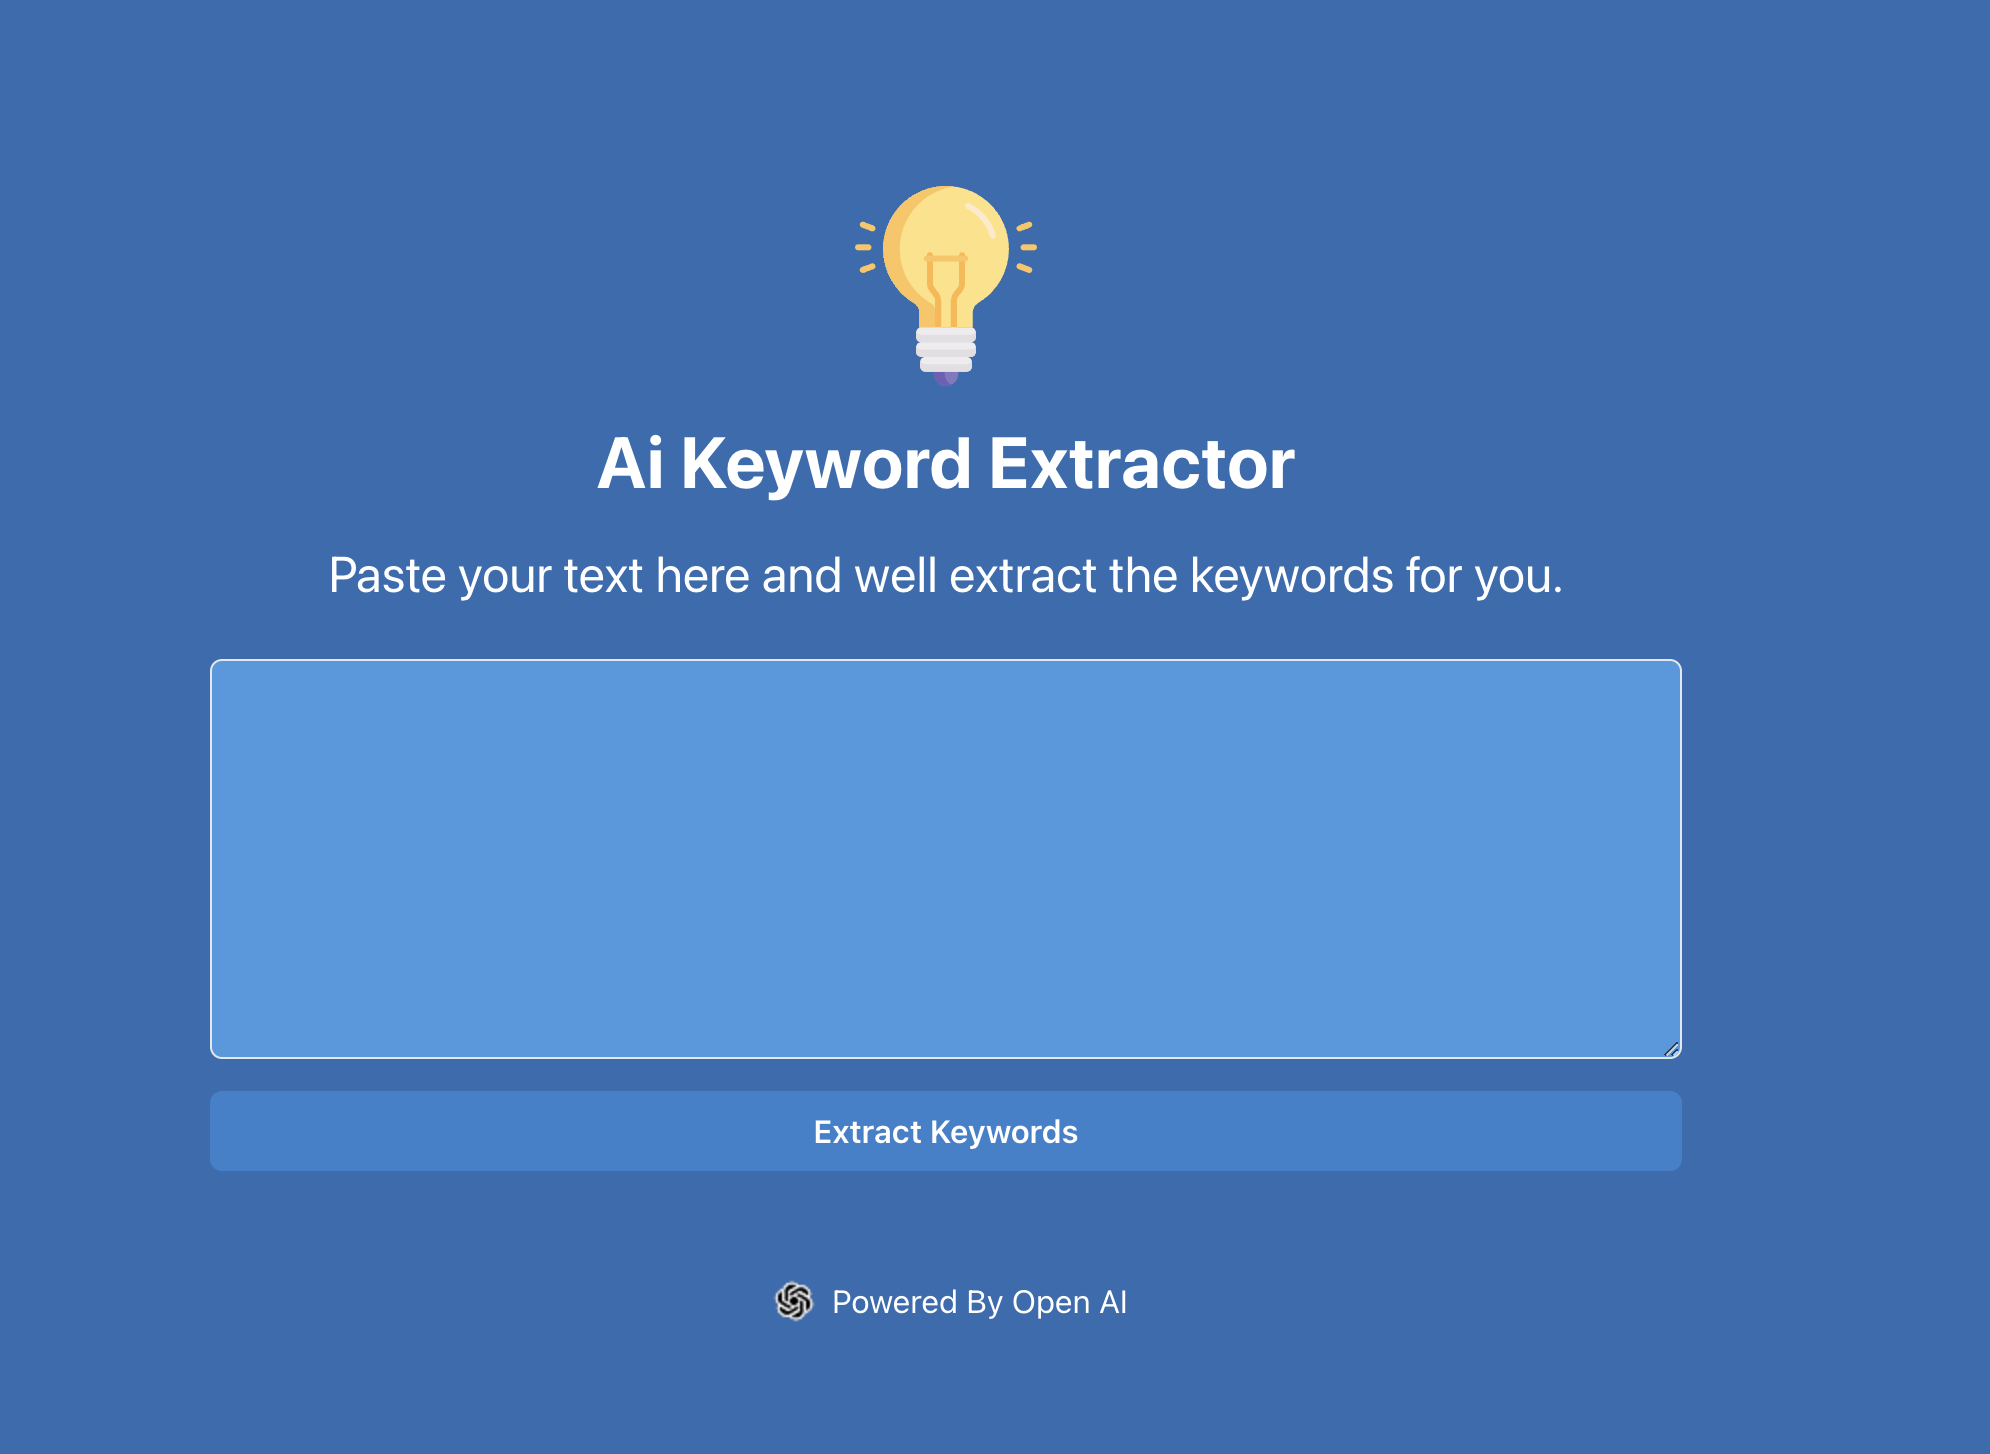 Ai Keyword Extractor
Paste your text here and well extract the keywords for you.
Extract Keywords
Powered By Open AI